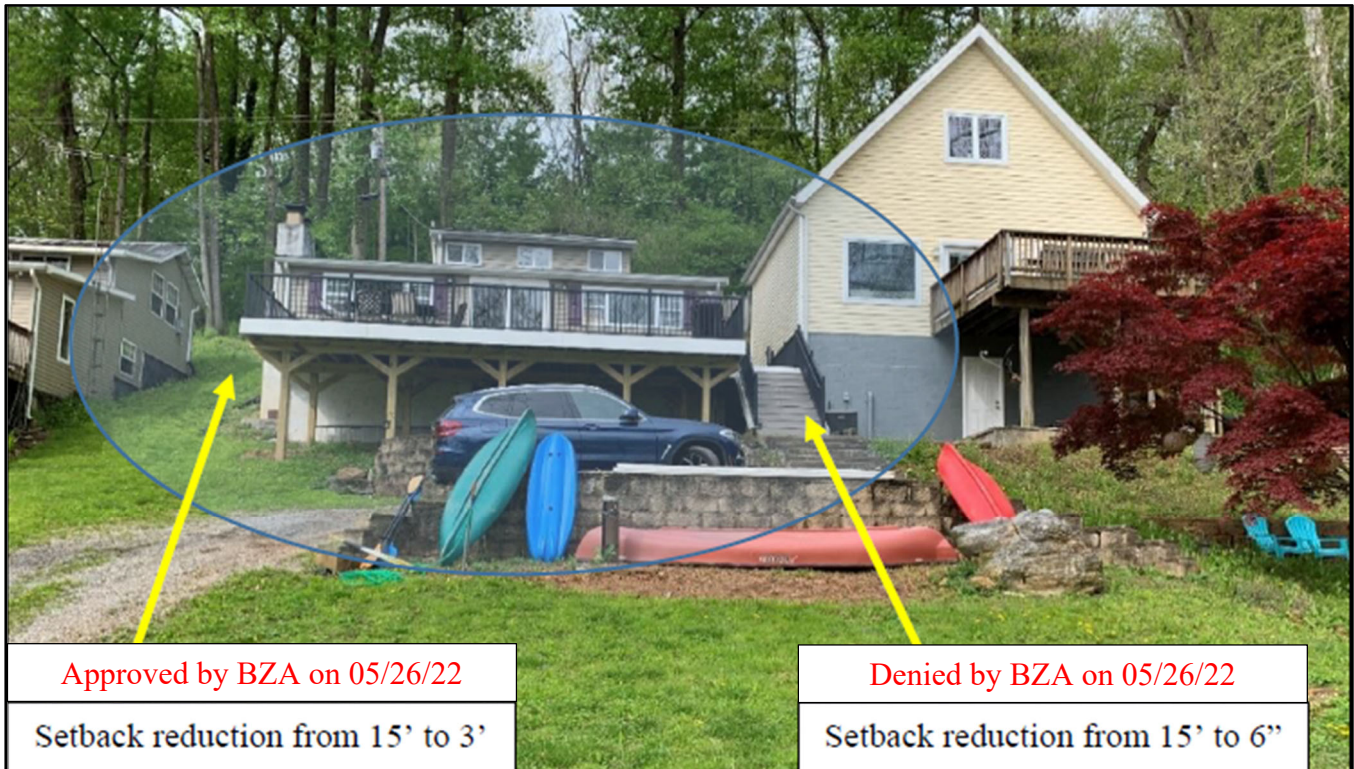 Approved by BZA on 05/26/22
Setback reduction from 15’ to 3’
Denied by BZA on 05/26/22
Setback reduction from 15’ to 6”